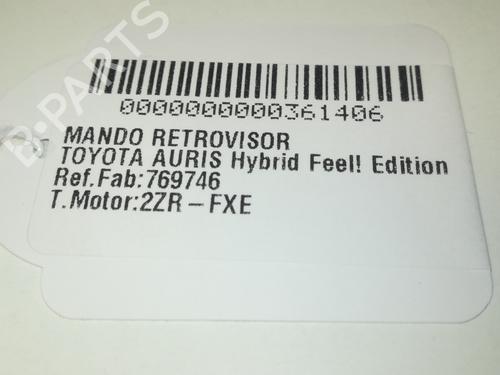 B-PARTS
0000000000361406
MANDO RETROVISOR
TOYOTA AURIS Hybrid Feel! Edition
Ref.Fab:769746
T.Motor:2ZR-FXE